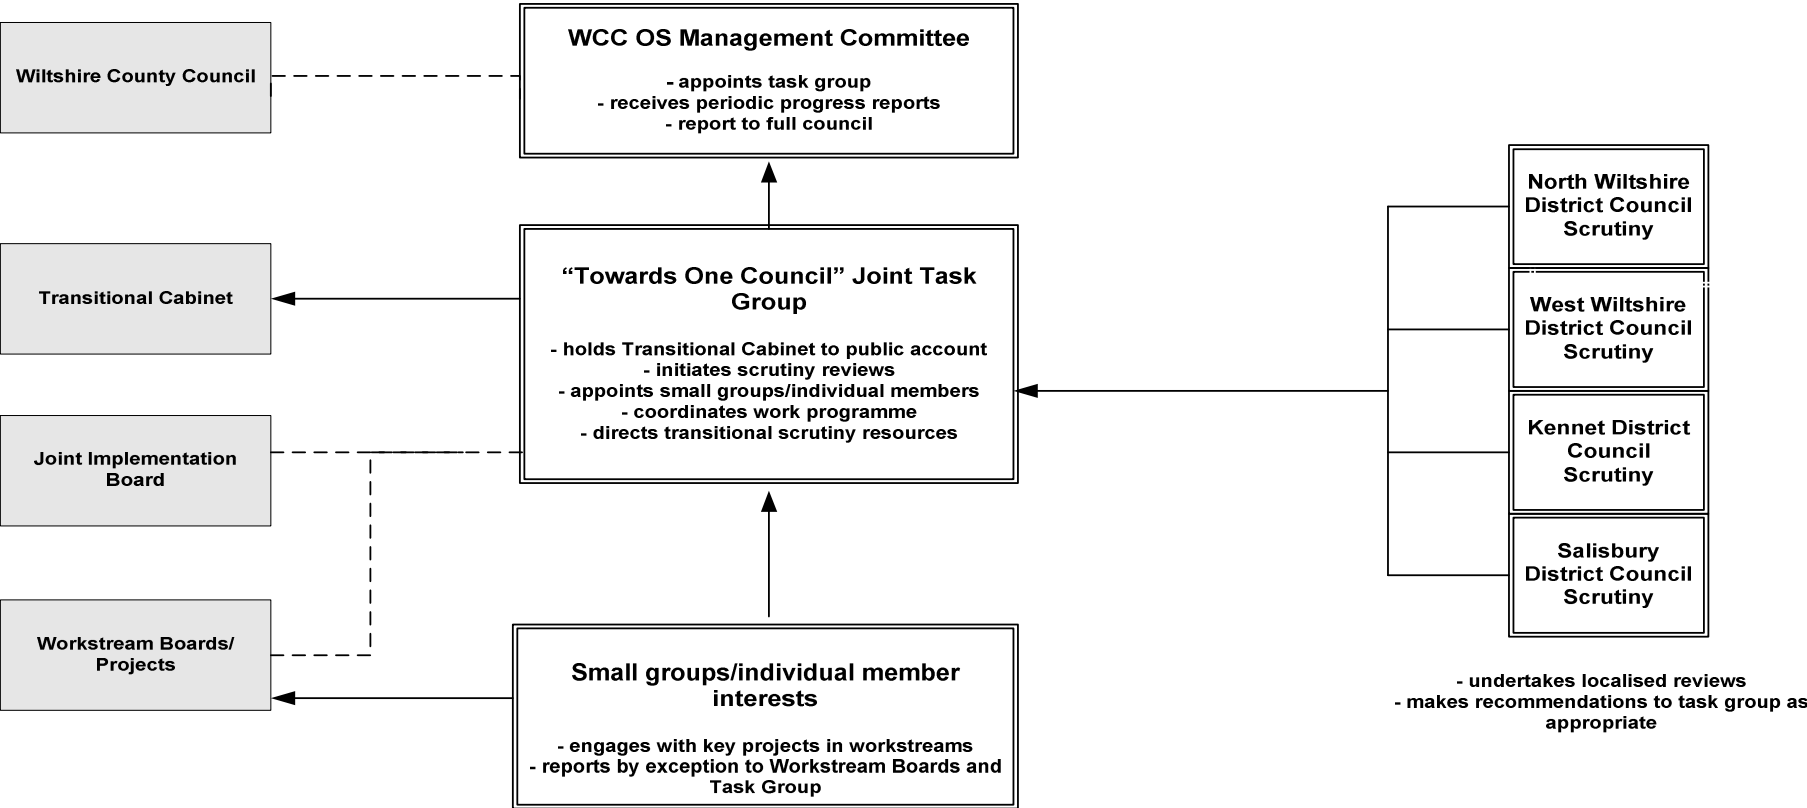 Wiltshire County Council
WCC OS Management Committee
- appoints task group
- receives periodic progress reports
- report to full council
Transitional Cabinet
“Towards One Council” Joint Task
Group
- holds Transitional Cabinet to public account
- initiates scrutiny reviews
- appoints small groups/individual members
- coordinates work programme
- directs transitional scrutiny resources
Joint Implementation
Board
Workstream Boards/
Projects
Small groups/individual member
interests
- engages with key projects in workstreams
- reports by exception to Workstream Boards and
Task Group
North Wiltshire
District Council
Scrutiny
West Wiltshire
District Council
Scrutiny
Kennet District
Council
Scrutiny
Salisbury
District Council
Scrutiny
- undertakes localised reviews
- makes recommendations to task group as
appropriate